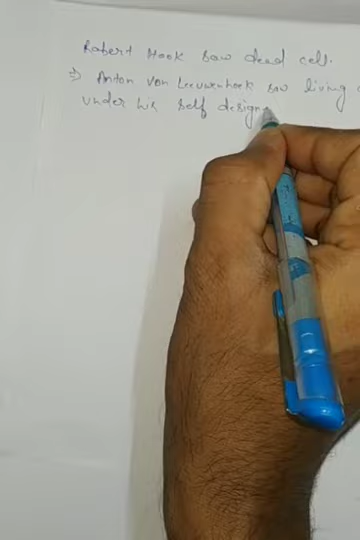 Robert Hook saw dead cell.
⇒ Anton Von Leeuwenhoek saw living
under his self design